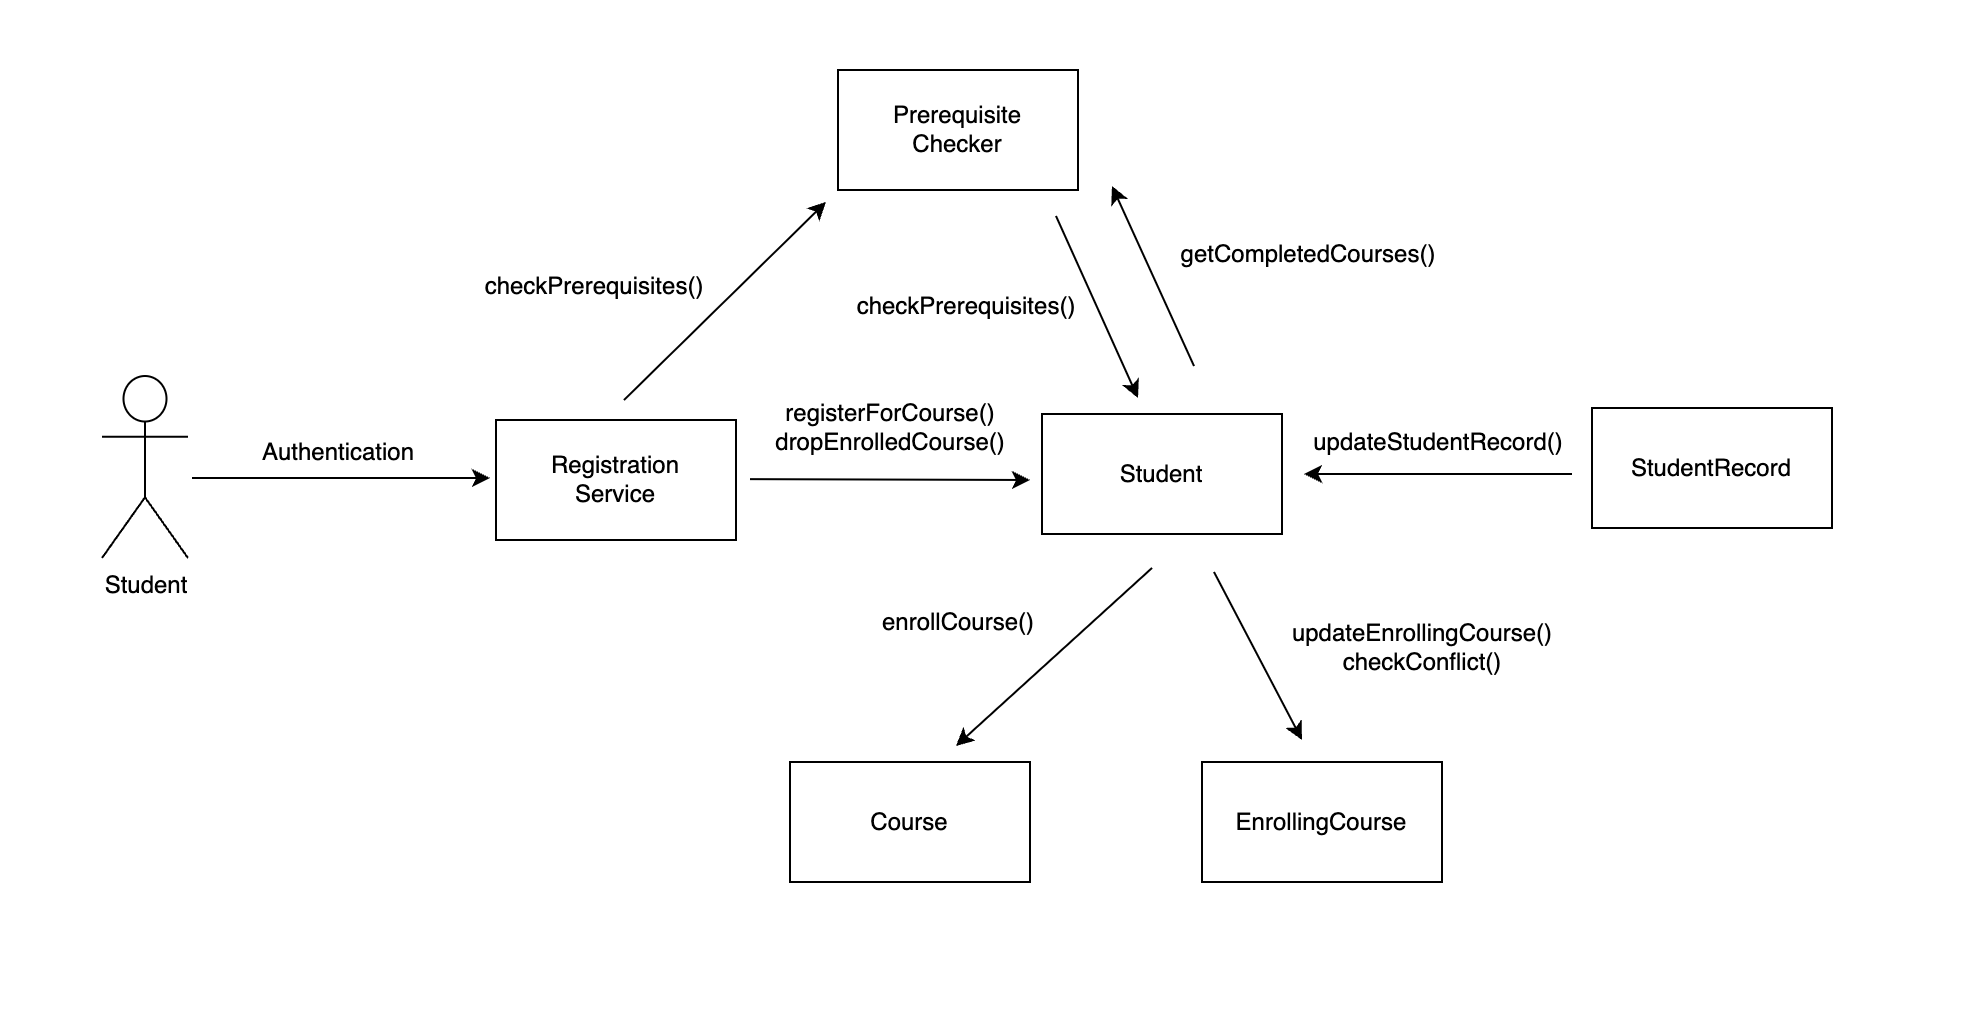 Prerequisite
Checker
getCompletedCourses()
checkPrerequisites()
checkPrerequisites()
registerForCourse()
dropEnrolledCourse()
Authentication
updateStudentRecord()
Registration
Service
Student
StudentRecord
Student
enrollCourse()
updateEnrollingCourse()
checkConflict()
Course
EnrollingCourse